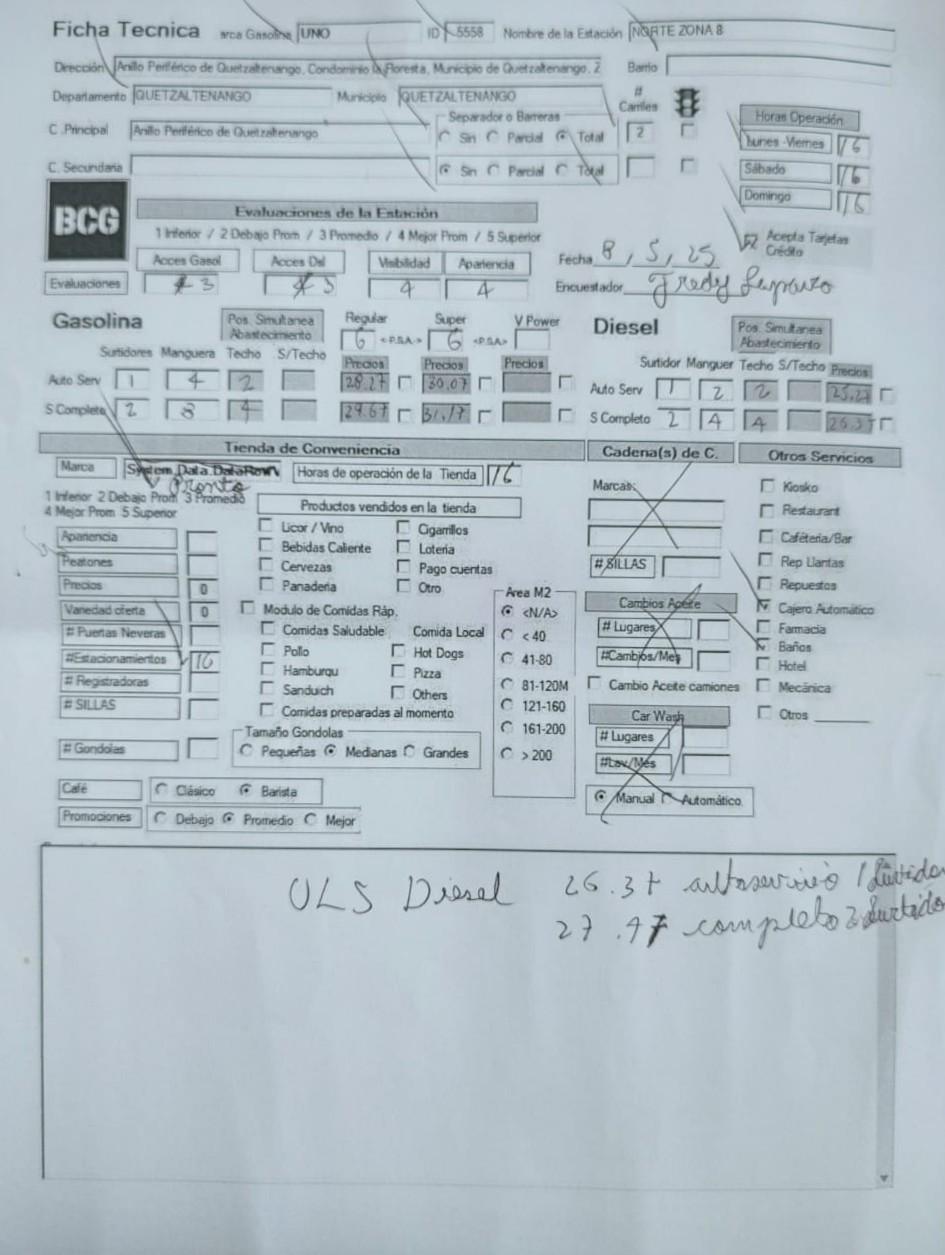 Ficha Tecnica arca Gasolina UNO ID 5558 Nombre de la Estación NORTE ZONA 8
Dirección Anillo Periférico de Quetzaltenango, Condominio la Floresta, Municipio de Quetzaltenango, 2 Barrio
Departamento QUETZALTENANGO Municipio QUETZALTENANGO # Carriles
Separador o Barreras
C .Principal Anillo Periférico de Quetzaltenango Sin Parcial Total 2
C. Secundaria Sin Parcial Total
Horas Operación
Lunes -Viernes 16
Sábado 16
Domingo 16
BCG
Evaluaciones de la Estación
1 Inferior / 2 Debajo Prom / 3 Promedio / 4 Mejor Prom / 5 Superior
Acepta Tarjetas
Crédito
Acces Gasol Acces Dsl Visibilidad Apariencia
Fecha 8 , 5 , 25
Evaluaciones 3 3 4 4
Encuestador Fredy
Gasolina
Pos. Simultanea
Abastecimiento
Regular Super V Power
6 <P.S.A.> 6 <P.S.A>
Surtidores Manguera Techo S/Techo Precios Precios Precios
Auto Serv 1 4 2 28.27 30.07
S Completo 2 8 4 29.67 31.17
Diesel
Pos. Simultanea
Abastecimiento
Surtidor Manguer Techo S/Techo Precios
Auto Serv 1 2 2 25.27
S Completo 2 4 4 26.37
Tienda de Conveniencia
Marca System.Data.DataRowV Horas de operación de la Tienda 16
Pronto
1 Inferior 2 Debajo Prom 3 Promedio
4 Mejor Prom 5 Superior
Apariencia
Peatones
Precios 0
Variedad oferta 0
# Puertas Neveras
#Estacionamientos 16
# Registradoras
# SILLAS
# Gondolas
Productos vendidos en la tienda
Licor / Vino Cigarrillos
Bebidas Caliente Loteria
Cervezas Pago cuentas
Panaderia Otro
Modulo de Comidas Ráp.
Comidas Saludable Comida Local
Pollo Hot Dogs
Hamburqu Pizza
Sanduich Others
Comidas preparadas al momento
Tamaño Gondolas
Pequeñas Medianas Grandes
Area M2
<N/A>
< 40
41-80
81-120M
121-160
161-200
> 200
Café Clásico Barista
Promociones Debajo Promedio Mejor
Cadena(s) de C.
Marcas:
# SILLAS
Cambios Aceite
# Lugares
#Cambios/Mes
Cambio Aceite camiones
Car Wash
# Lugares
#Lav/Més
Manual Automático
Otros Servicios
Kiosko
Restaurant
Caféteria/Bar
Rep Llantas
Repuestos
Cajero Automático
Farmacia
Baños
Hotel
Mecánica
Otros
ULS Diesel 26.37 autoservicio 1 Surtidor
27.47 completo 2 Surtidor